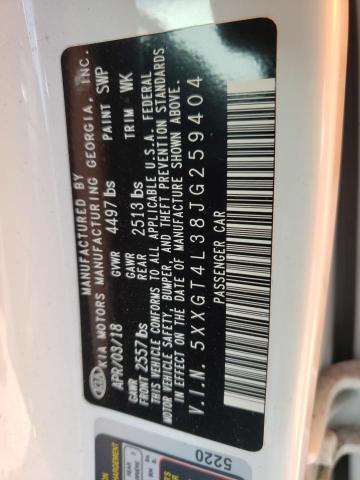 MANUFACTURED BY
KIA KIA MOTORS MANUFACTURING GEORGIA, INC.
APR/03/18 GVWR 4497 lbs PAINT SWP
GAWR FRONT 2557 lbs GAWR REAR 2513 lbs TRIM WK
THIS VEHICLE CONFORMS TO ALL APPLICABLE U.S.A. FEDERAL
MOTOR VEHICLE SAFETY, BUMPER, AND THEFT PREVENTION STANDARDS
IN EFFECT ON THE DATE OF MANUFACTURE SHOWN ABOVE.
V.I.N. 5XXGT4L38JG259404
PASSENGER CAR
5220